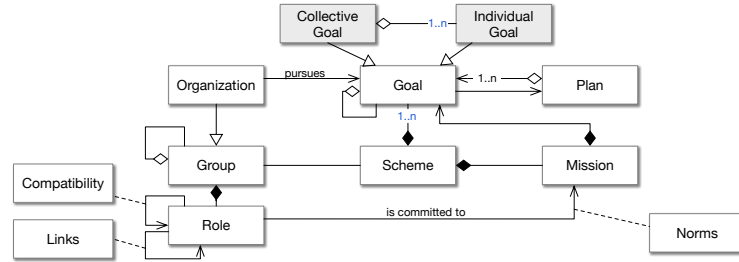 Collective
Goal
1..n
Individual
Goal
Organization
pursues
Goal
1..n
Plan
1..n
Group
Scheme
Mission
Compatibility
Role
is committed to
Links
Norms